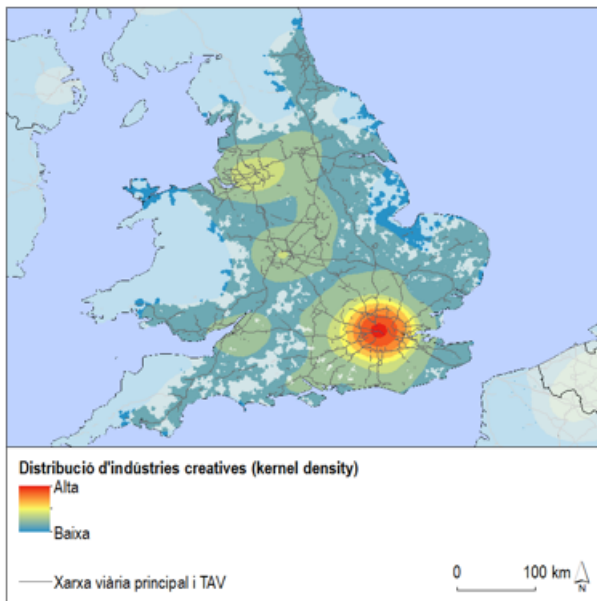 Distribució d'indústries creatives (kernel density)
Alta
Baixa
Xarxa viària principal i TAV
0 100 km
N